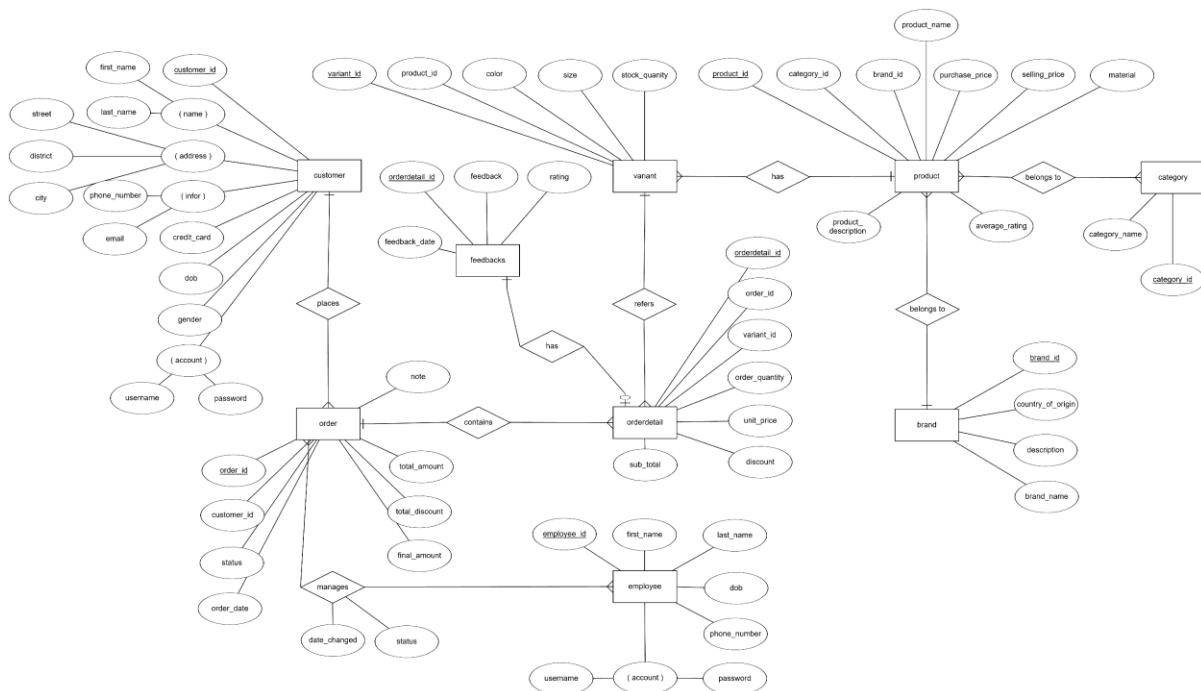 product_name
first_name
customer_id
variant_id
product_id
color
size
stock_quanity
product_id
category_id
brand_id
purchase_price
selling_price
material
last_name
( name )
street
district
( address )
city
phone_number
( infor )
email
credit_card
dob
gender
( account )
username
password
customer
orderdetail_id
feedback
rating
feedback_date
feedbacks
variant
has
product
belongs to
category
product_
description
average_rating
category_name
category_id
places
refers
has
belongs to
orderdetail_id
order_id
variant_id
order_quantity
unit_price
discount
sub_total
orderdetail
brand_id
country_of_origin
description
brand_name
brand
note
order
contains
order_id
customer_id
status
order_date
total_amount
total_discount
final_amount
manages
date_changed
status
employee_id
first_name
last_name
employee
dob
phone_number
username
( account )
password